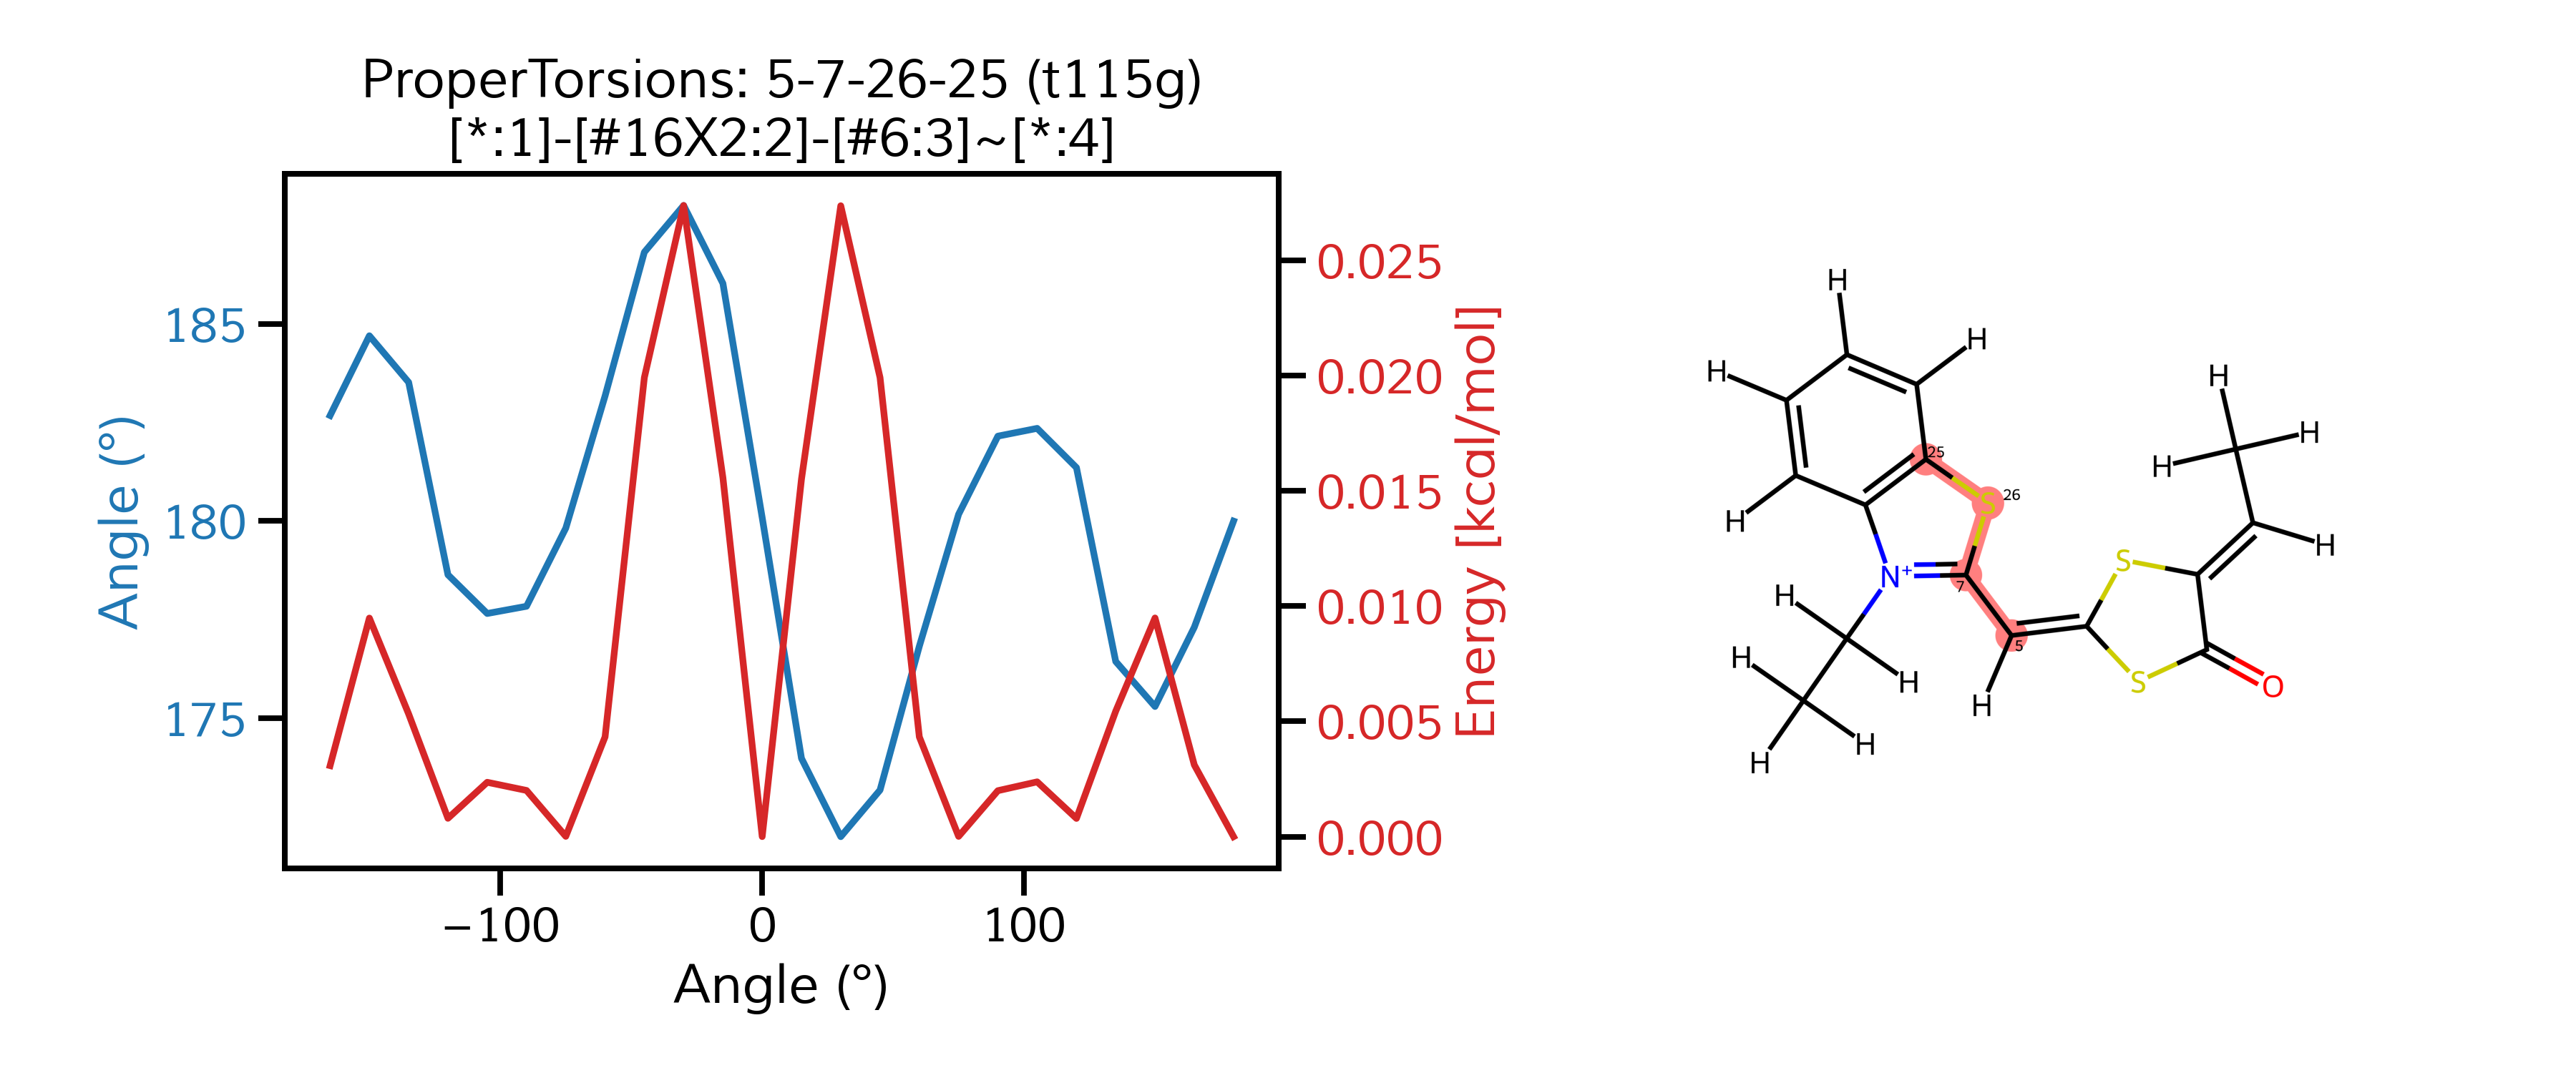 ProperTorsions: 5-7-26-25 (t115g)
[*:1]-[#16X2:2]-[#6:3]~[*:4]
Angle (°)
185
180
175
0.025
0.020
0.015
0.010
0.005
0.000
Energy [kcal/mol]
−100
0
100
Angle (°)
H
H
H
H
H
H
H
25
S
26
H
H
S
N+
7
H
5
H
H
S
O
H
H
H